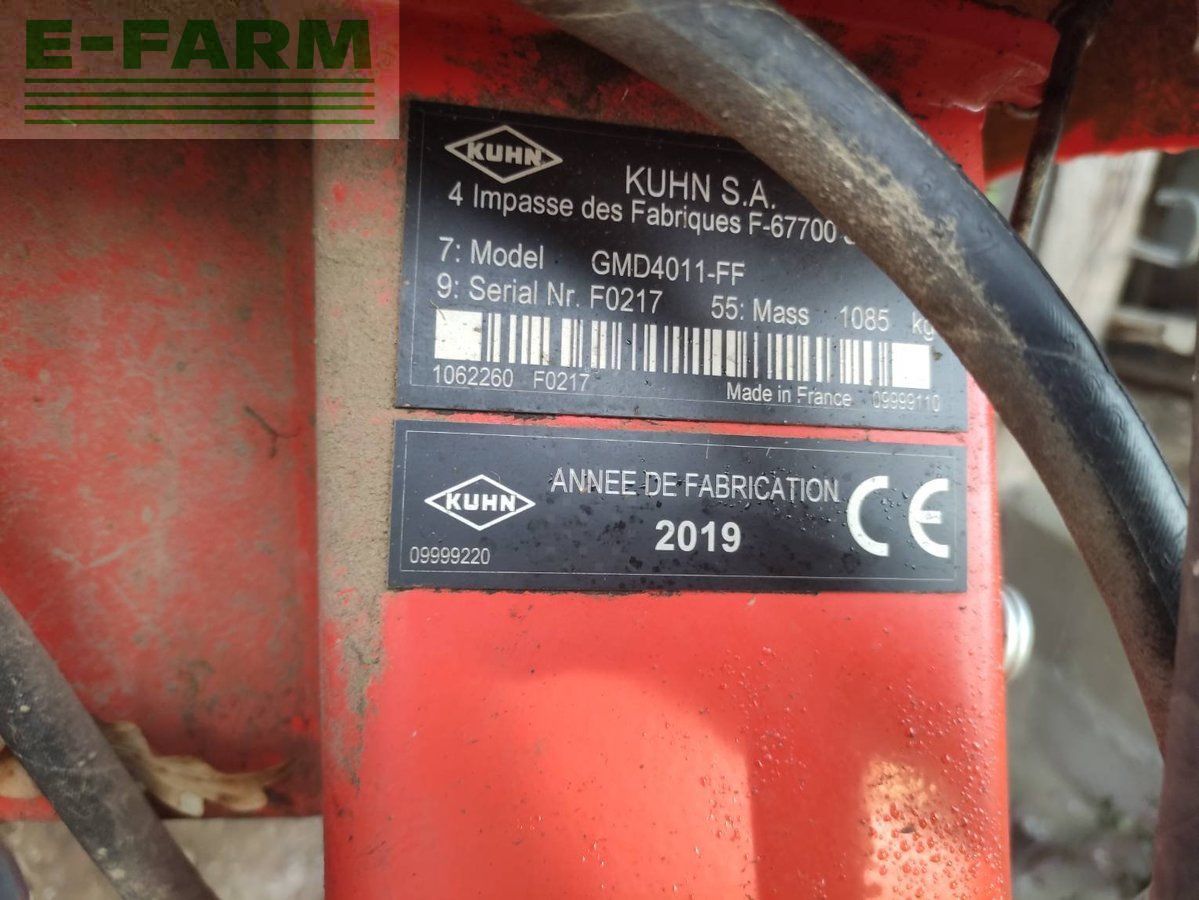 E-FARM
KUHN
KUHN S.A.
4 Impasse des Fabriques F-67700
7: Model GMD4011-FF
9: Serial Nr. F0217 55: Mass 1085 kg
1062260 F0217 Made in France 09999110
KUHN
ANNEE DE FABRICATION
2019
CE
09999220